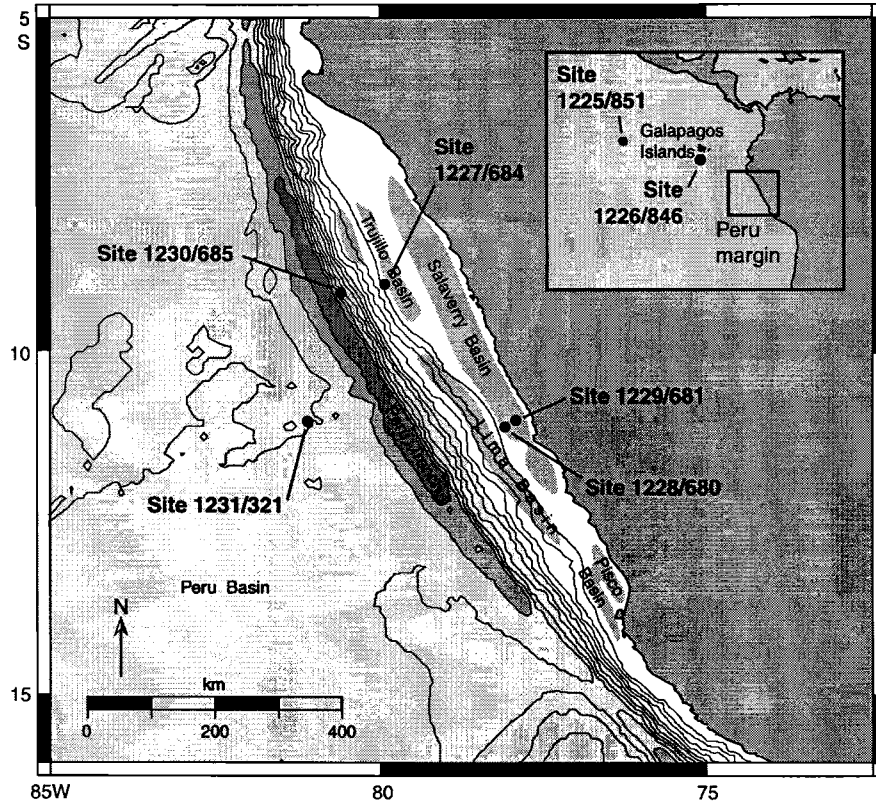 5
S
Site
1225/851
Galapagos
Islands
Site
1226/846
Peru
margin
Site
1227/684
Trujillo Basin
Salaverry Basin
Site 1230/685
10
Site 1229/681
Lima Basin
Site 1228/680
Site 1231/321
Pisco
Basin
Peru Basin
N
km
0
200
400
15
85W
80
75